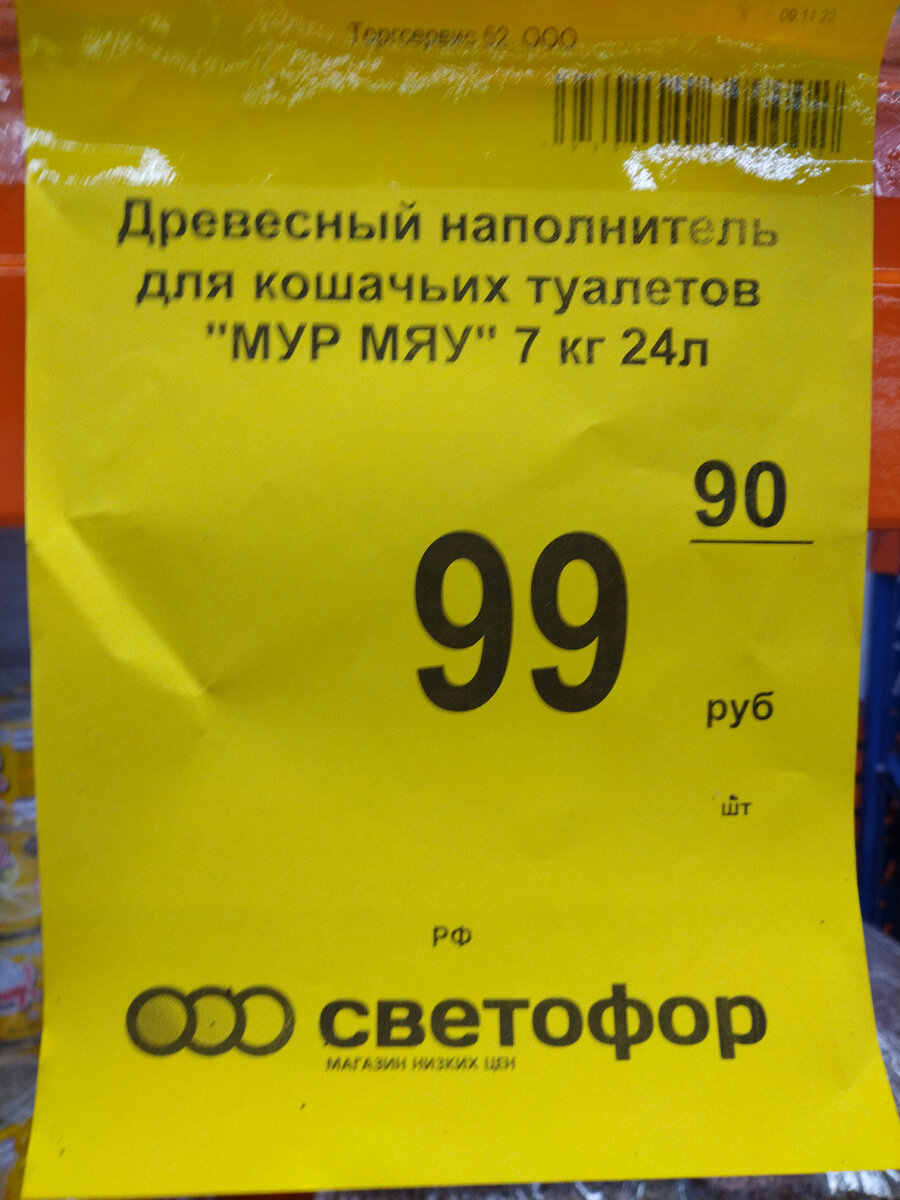 09.11.22
Торгсервис 52 ООО
Древесный наполнитель
для кошачьих туалетов
"МУР МЯУ" 7 кг 24л
99 90
руб
шт
РФ
светофор
МАГАЗИН НИЗКИХ ЦЕН